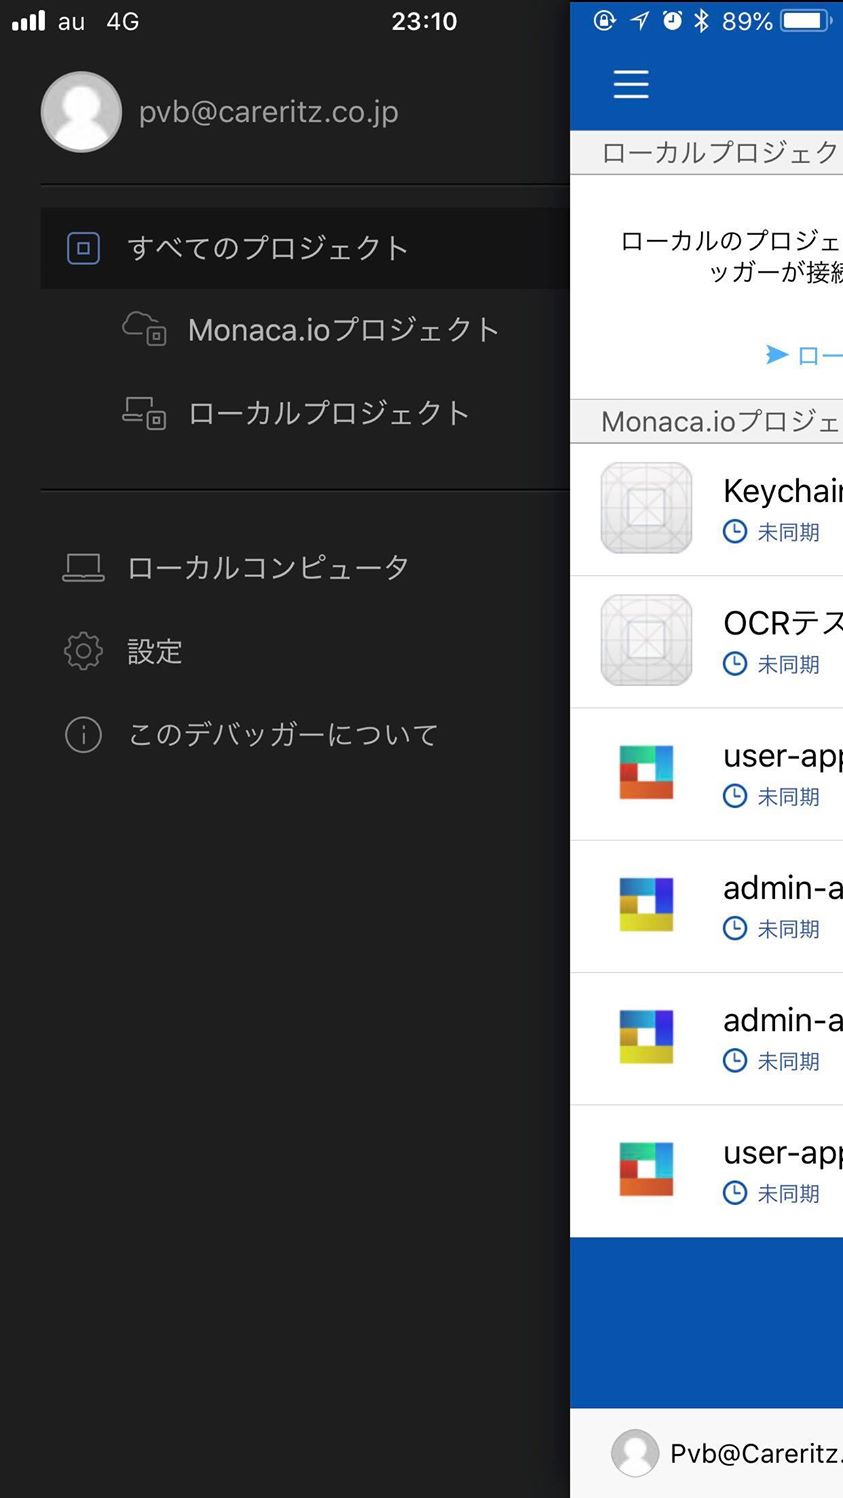 au 4G 23:10 89%
pvb@careritz.co.jp
すべてのプロジェクト
Monaca.ioプロジェクト
ローカルプロジェクト
ローカルコンピュータ
設定
このデバッガーについて
ローカルプロジェク
ローカルのプロジェ
ッガーが接続
ロー
Monaca.ioプロジェ
Keychain
未同期
OCRテス
未同期
user-app
未同期
admin-a
未同期
admin-a
未同期
user-app
未同期
Pvb@Careritz.